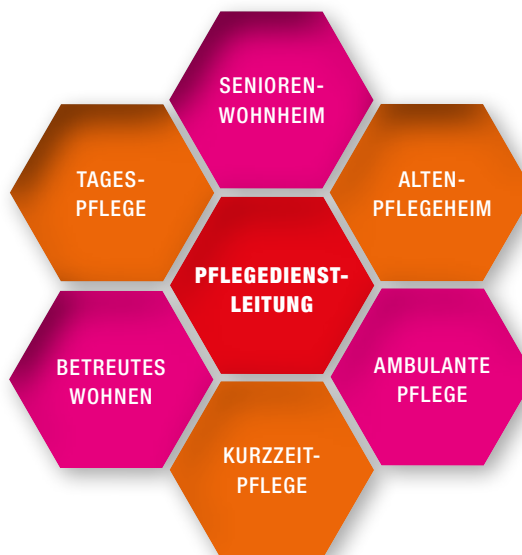 SENIOREN-
WOHNHEIM
TAGES-
PFLEGE
ALTEN-
PFLEGEHEIM
PFLEGEDIENST-
LEITUNG
BETREUTES
WOHNEN
AMBULANTE
PFLEGE
KURZZEIT-
PFLEGE